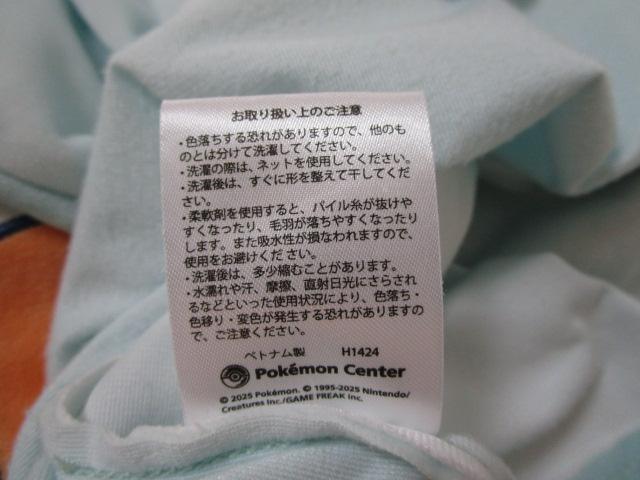 お取り扱い上のご注意
・色落ちする恐れがありますので、他のも
のとは分けて洗濯してください。
・洗濯の際は、ネットを使用してください。
・洗濯後は、すぐに形を整えて干してくだ
さい。
・柔軟剤を使用すると、パイル糸が抜けや
すくなったり、毛羽が落ちやすくなったり
します。また吸水性が損なわれますので、
使用をお避けください。
・洗濯後は、多少縮むことがあります。
・水濡れや汗、摩擦、直射日光にさらされ
るなどといった使用状況により、色落ち・
色移り・変色が発生する恐れがありますの
で、ご注意ください。
ベトナム製 H1424
Pokémon Center
© 2025 Pokémon. © 1995-2025 Nintendo/
Creatures Inc./GAME FREAK inc.